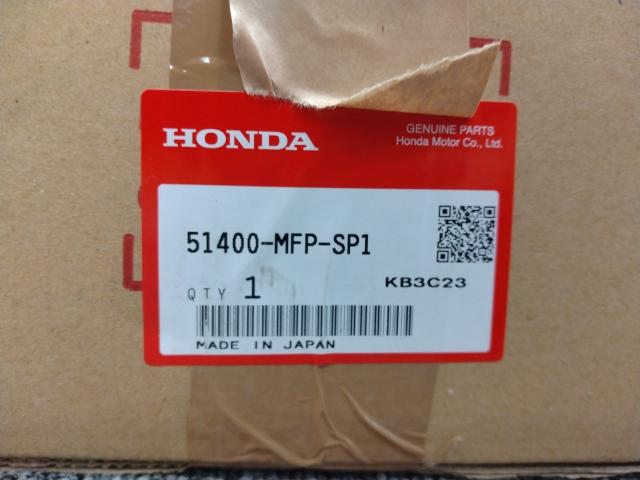 HONDA
GENUINE PARTS
Honda Motor Co., Ltd.
51400-MFP-SP1
KB3C23
QTY 1
MADE IN JAPAN